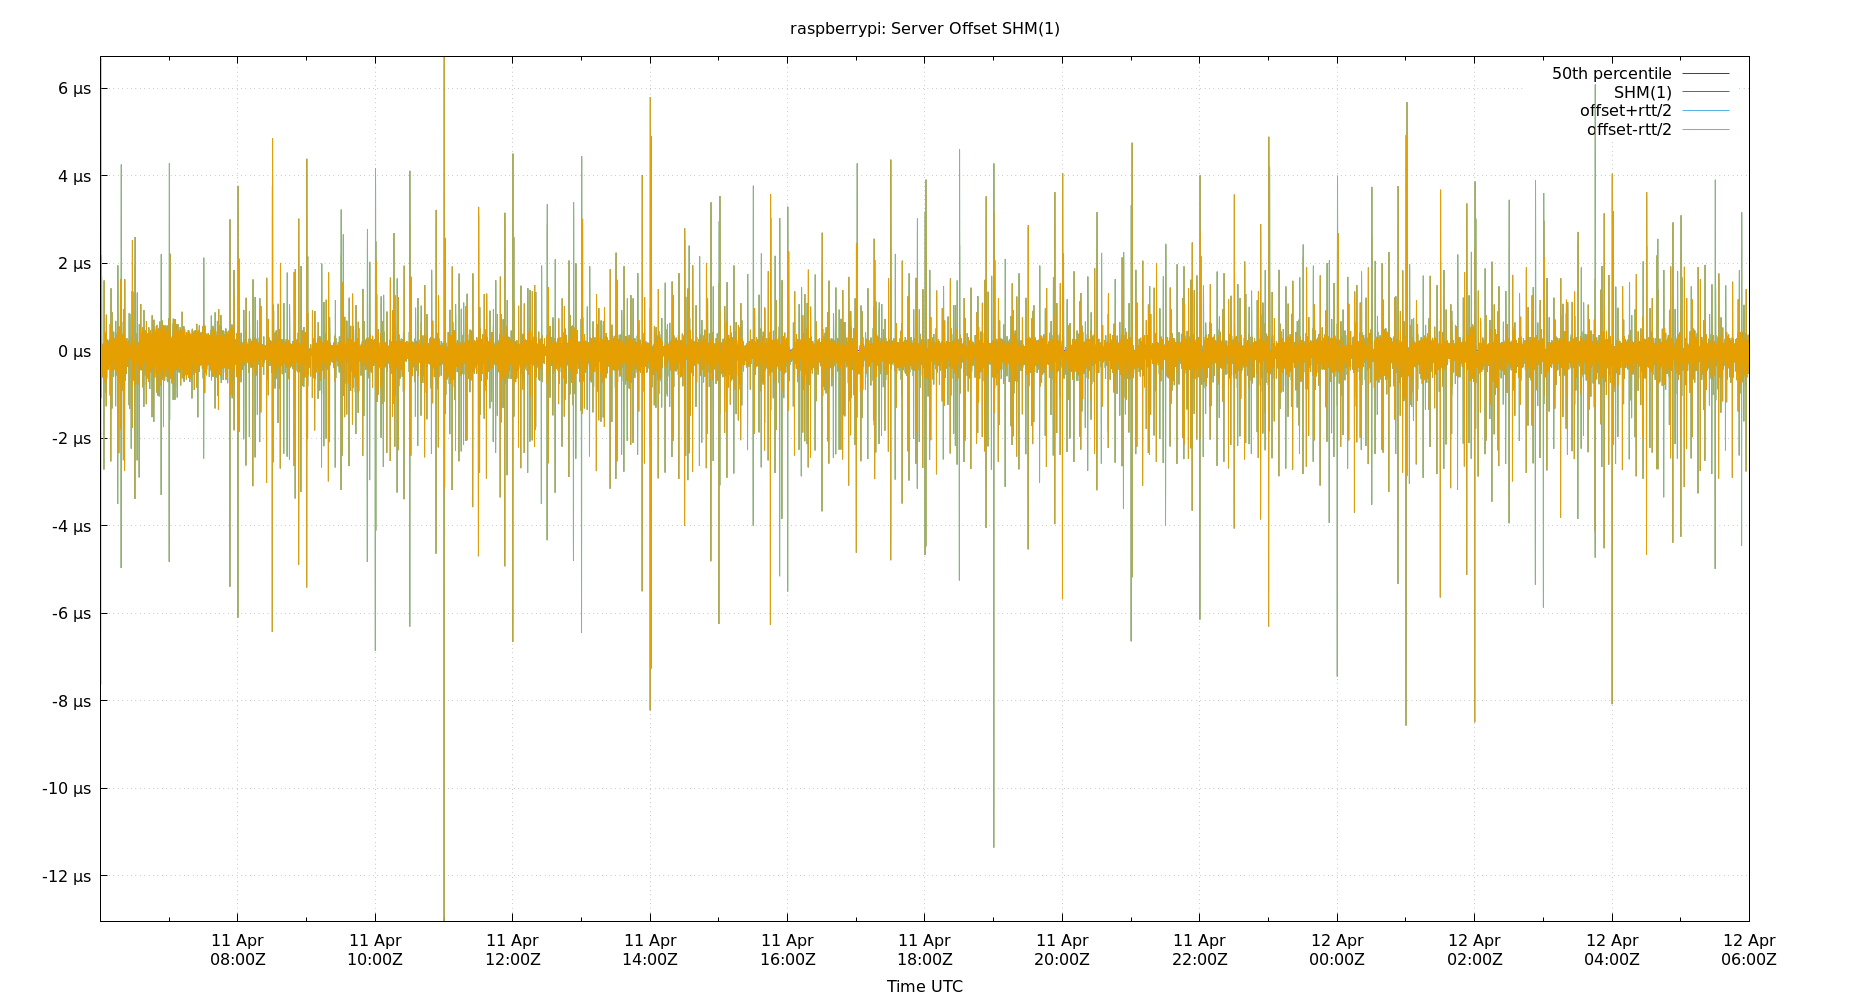 raspberrypi: Server Offset SHM(1)
50th percentile
SHM(1)
offset+rtt/2
offset-rtt/2
6 µs
4 µs
2 µs
0 µs
-2 µs
-4 µs
-6 µs
-8 µs
-10 µs
-12 µs
11 Apr 11 Apr 11 Apr 11 Apr 11 Apr 11 Apr 11 Apr 11 Apr 12 Apr 12 Apr 12 Apr 12 Apr
08:00Z 10:00Z 12:00Z 14:00Z 16:00Z 18:00Z 20:00Z 22:00Z 00:00Z 02:00Z 04:00Z 06:00Z
Time UTC